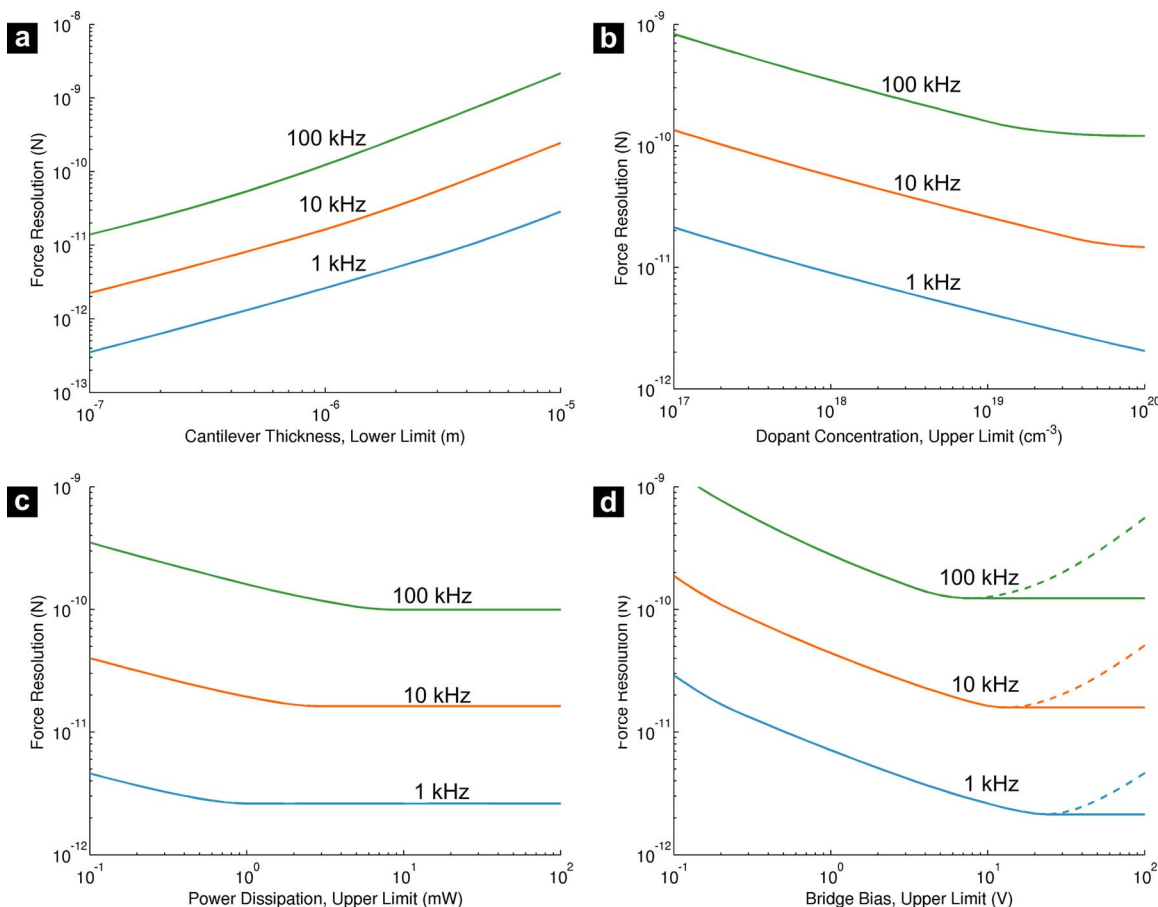 a
10^-8
10^-9
10^-10
10^-11
10^-12
10^-13
Force Resolution (N)
100 kHz
10 kHz
1 kHz
10^-7
10^-6
10^-5
Cantilever Thickness, Lower Limit (m)
b
10^-9
10^-10
10^-11
10^-12
Force Resolution (N)
100 kHz
10 kHz
1 kHz
10^17
10^18
10^19
10^20
Dopant Concentration, Upper Limit (cm^-3)
c
10^-9
10^-10
10^-11
10^-12
Force Resolution (N)
100 kHz
10 kHz
1 kHz
10^-1
10^0
10^1
10^2
Power Dissipation, Upper Limit (mW)
d
10^-9
10^-10
10^-11
10^-12
Force Resolution (N)
100 kHz
10 kHz
1 kHz
10^-1
10^0
10^1
10^2
Bridge Bias, Upper Limit (V)